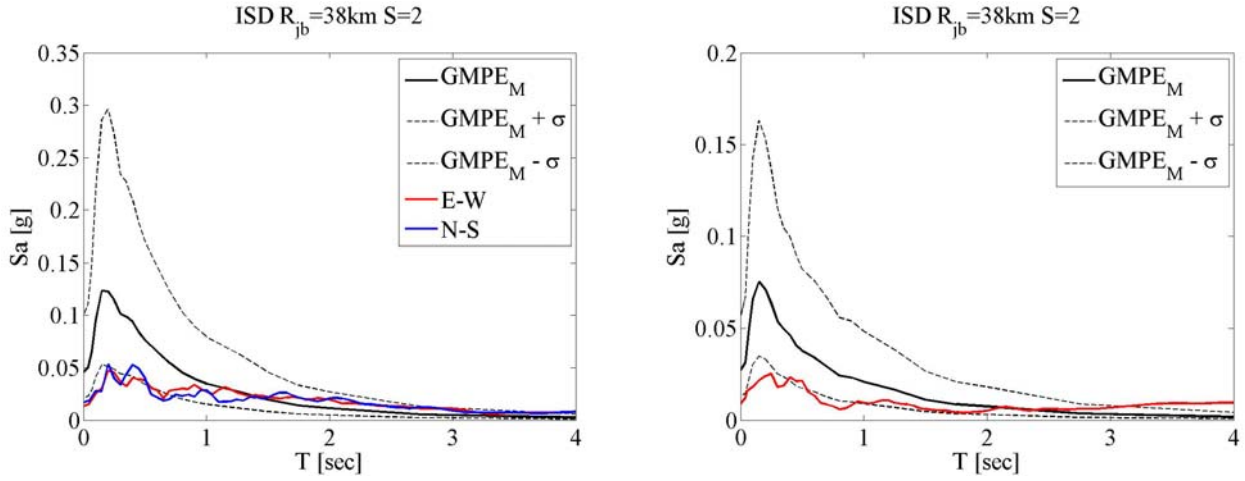 ISD R_jb=38km S=2
0.35
0.3
0.25
0.2
0.15
0.1
0.05
0
Sa [g]
GMPE_M
GMPE_M + σ
GMPE_M - σ
E-W
N-S
0 1 2 3 4
T [sec]
ISD R_jb=38km S=2
0.2
0.15
0.1
0.05
0
Sa [g]
GMPE_M
GMPE_M + σ
GMPE_M - σ
0 1 2 3 4
T [sec]